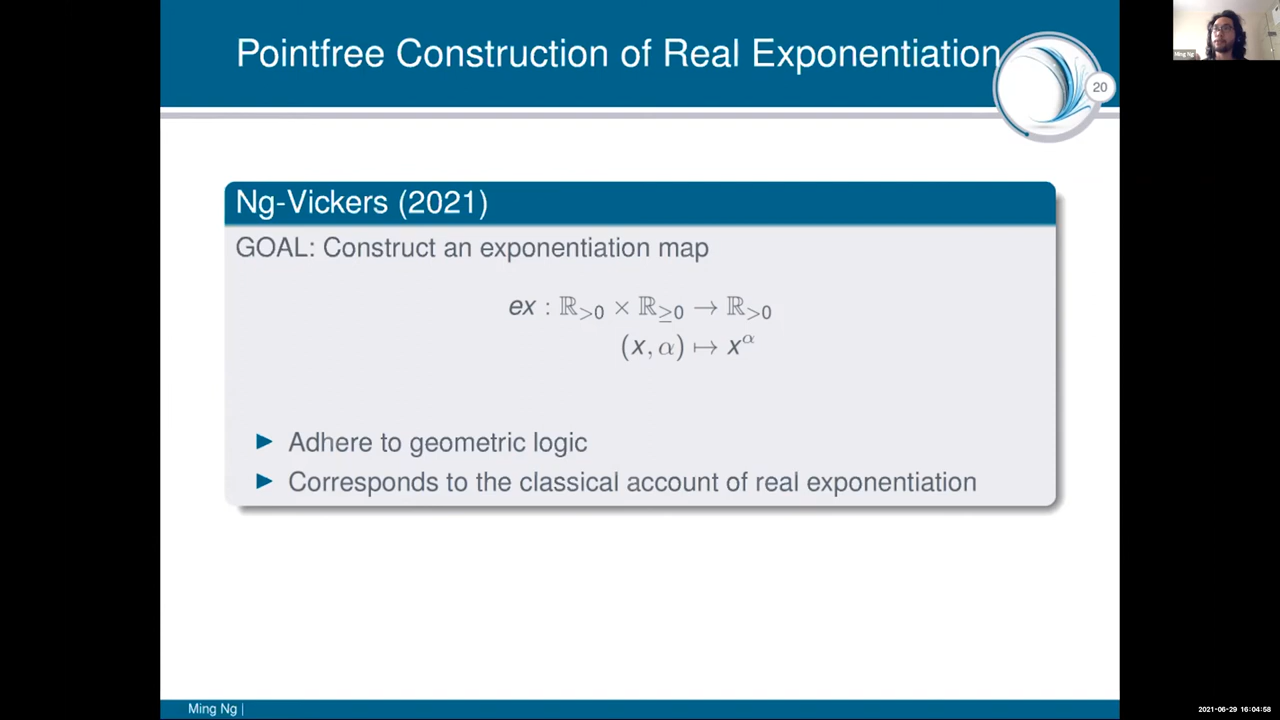 Pointfree Construction of Real Exponentiation
20
Ming Ng
Ng-Vickers (2021)
GOAL: Construct an exponentiation map
ex : ℝ>0 × ℝ≥0 → ℝ>0
(x, α) ↦ x^α
► Adhere to geometric logic
► Corresponds to the classical account of real exponentiation
Ming Ng |
2021-06-29 16:04:58